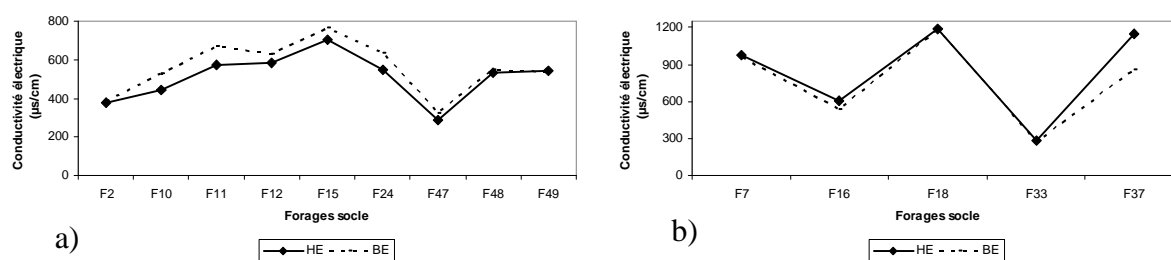 Conductivité électrique
(µs/cm)
800
600
400
200
0
F2 F10 F11 F12 F15 F24 F47 F48 F49
Forages socle
a)
HE BE
Conductivité électrique
(µs/cm)
1200
900
600
300
0
F7 F16 F18 F33 F37
Forages socle
b)
HE BE